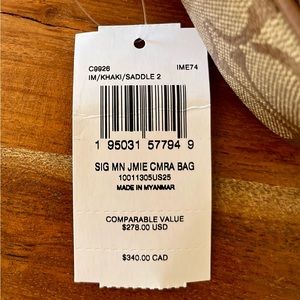 C9926 IME74
IM/KHAKI/SADDLE 2
1 95031 57794 9
SIG MN JMIE CMRA BAG
10011305US25
MADE IN MYANMAR
COMPARABLE VALUE
$278.00 USD
$340.00 CAD